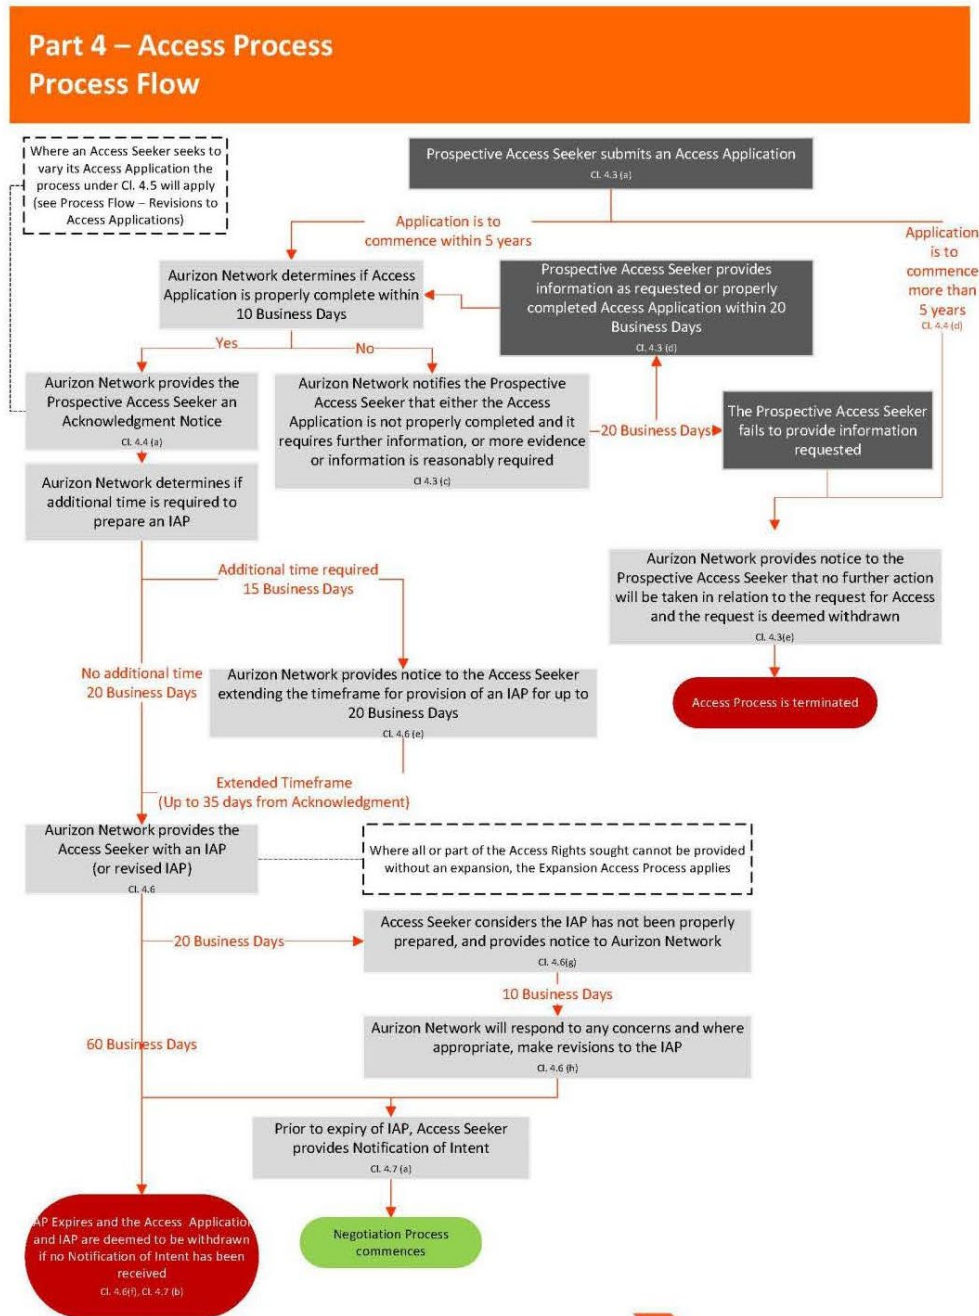 Part 4 – Access Process
Process Flow
Where an Access Seeker seeks to
vary its Access Application the
process under Cl. 4.5 will apply
(see Process Flow – Revisions to
Access Applications)
Prospective Access Seeker submits an Access Application
Cl. 4.3 (a)
Application is to
commence within 5 years
Application
is to
commence
more than
5 years
Cl. 4.4 (d)
Aurizon Network determines if Access
Application is properly complete within
10 Business Days
Prospective Access Seeker provides
information as requested or properly
completed Access Application within 20
Business Days
Cl. 4.3 (d)
Yes
No
Aurizon Network provides the
Prospective Access Seeker an
Acknowledgment Notice
Cl. 4.4 (a)
Aurizon Network notifies the Prospective
Access Seeker that either the Access
Application is not properly completed and it
requires further information, or more evidence
or information is reasonably required
Cl 4.3 (c)
20 Business Days
The Prospective Access Seeker
fails to provide information
requested
Aurizon Network determines if
additional time is required to
prepare an IAP
Aurizon Network provides notice to the
Prospective Access Seeker that no further action
will be taken in relation to the request for Access
and the request is deemed withdrawn
Cl. 4.3(e)
Access Process is terminated
Additional time required
15 Business Days
No additional time
20 Business Days
Aurizon Network provides notice to the Access Seeker
extending the timeframe for provision of an IAP for up to
20 Business Days
Cl. 4.6 (e)
Extended Timeframe
(Up to 35 days from Acknowledgment)
Aurizon Network provides the
Access Seeker with an IAP
(or revised IAP)
Cl. 4.6
Where all or part of the Access Rights sought cannot be provided
without an expansion, the Expansion Access Process applies
20 Business Days
Access Seeker considers the IAP has not been properly
prepared, and provides notice to Aurizon Network
Cl. 4.6(g)
10 Business Days
Aurizon Network will respond to any concerns and where
appropriate, make revisions to the IAP
Cl. 4.6 (h)
60 Business Days
Prior to expiry of IAP, Access Seeker
provides Notification of Intent
Cl. 4.7 (a)
Negotiation Process
commences
AP Expires and the Access Application
and IAP are deemed to be withdrawn
if no Notification of Intent has been
received
Cl. 4.6(f), Cl. 4.7 (b)